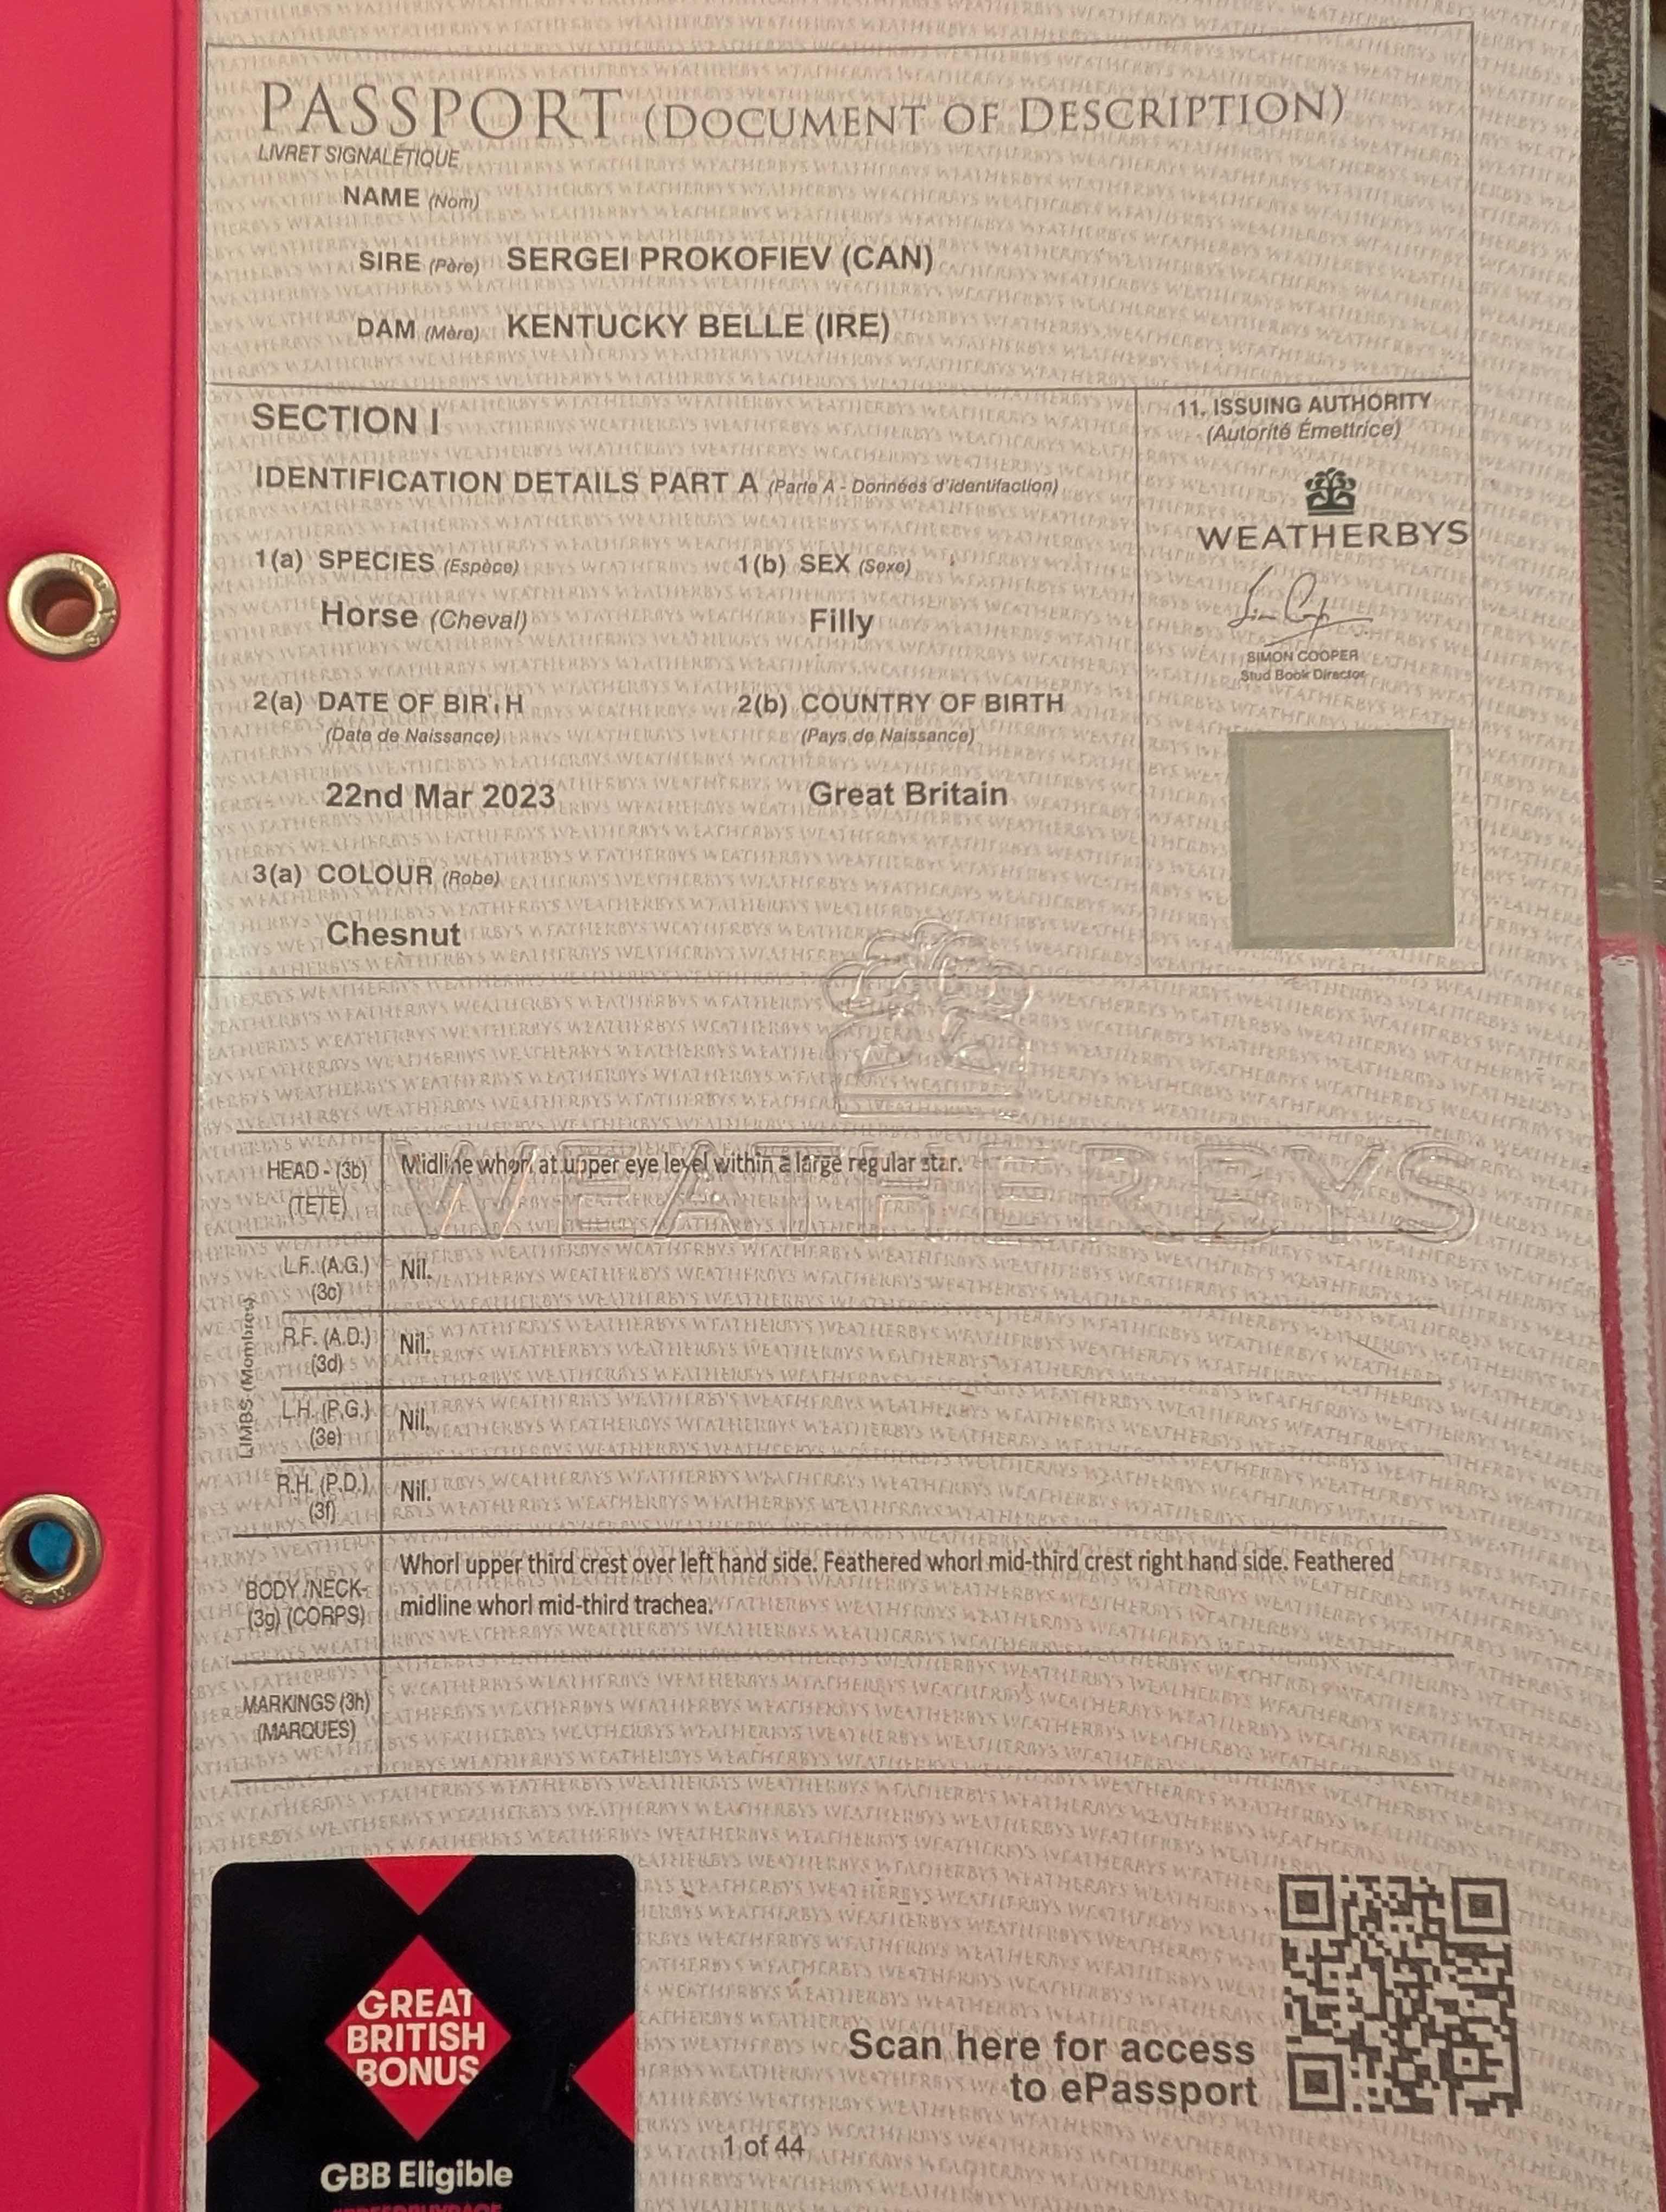 PASSPORT (DOCUMENT OF DESCRIPTION)
LIVRET SIGNALÉTIQUE
NAME (Nom)
SIRE (Père) SERGEI PROKOFIEV (CAN)
DAM (Mère) KENTUCKY BELLE (IRE)
SECTION I
IDENTIFICATION DETAILS PART A (Partie A - Données d'identifaction)
1(a) SPECIES (Espèce)
1(b) SEX (Sexe)
Horse (Cheval)
Filly
2(a) DATE OF BIRTH
(Date de Naissance)
2(b) COUNTRY OF BIRTH
(Pays de Naissance)
22nd Mar 2023
Great Britain
3(a) COLOUR (Robe)
Chesnut
11. ISSUING AUTHORITY
(Autorité Émettrice)
WEATHERBYS
SIMON COOPER
Stud Book Director
WEATHERBYS
HEAD - (3b)
(TETE)
Midline whorl at upper eye level within a large regular star.
LIMBS (Membres)
L.F. (A.G.)
(3c)
Nil.
R.F. (A.D.)
(3d)
Nil.
L.H. (P.G.)
(3e)
Nil.
R.H. (P.D.)
(3f)
Nil.
BODY/NECK-
(3g) (CORPS)
Whorl upper third crest over left hand side. Feathered whorl mid-third crest right hand side. Feathered
midline whorl mid-third trachea.
MARKINGS (3h)
(MARQUES)
GREAT
BRITISH
BONUS
GBB Eligible
Scan here for access
to ePassport
1 of 44